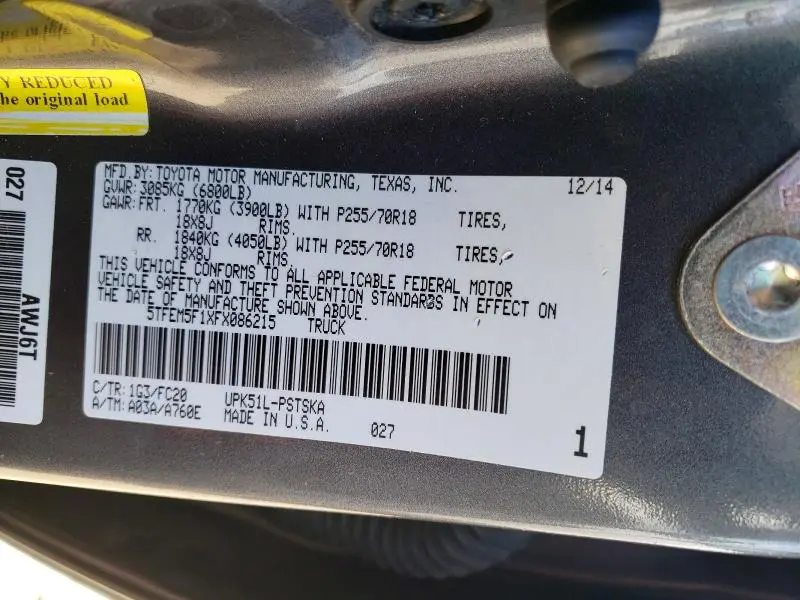 Y REDUCED
he original load
027
AWJ6T
MFD.BY: TOYOTA MOTOR MANUFACTURING, TEXAS, INC. 12/14
GVWR: 3085KG (6800LB)
GAWR: FRT. 1770KG (3900LB) WITH P255/70R18 TIRES,
18X8J RIMS.
RR. 1840KG (4050LB) WITH P255/70R18 TIRES,
18X8J RIMS.
THIS VEHICLE CONFORMS TO ALL APPLICABLE FEDERAL MOTOR
VEHICLE SAFETY AND THEFT PREVENTION STANDARDS IN EFFECT ON
THE DATE OF MANUFACTURE SHOWN ABOVE.
5TFEM5F1XFX086215 TRUCK
C/TR: 1G3/FC20 UPK51L-PSTSKA
A/TM: A03A/A760E MADE IN U.S.A. 027
1